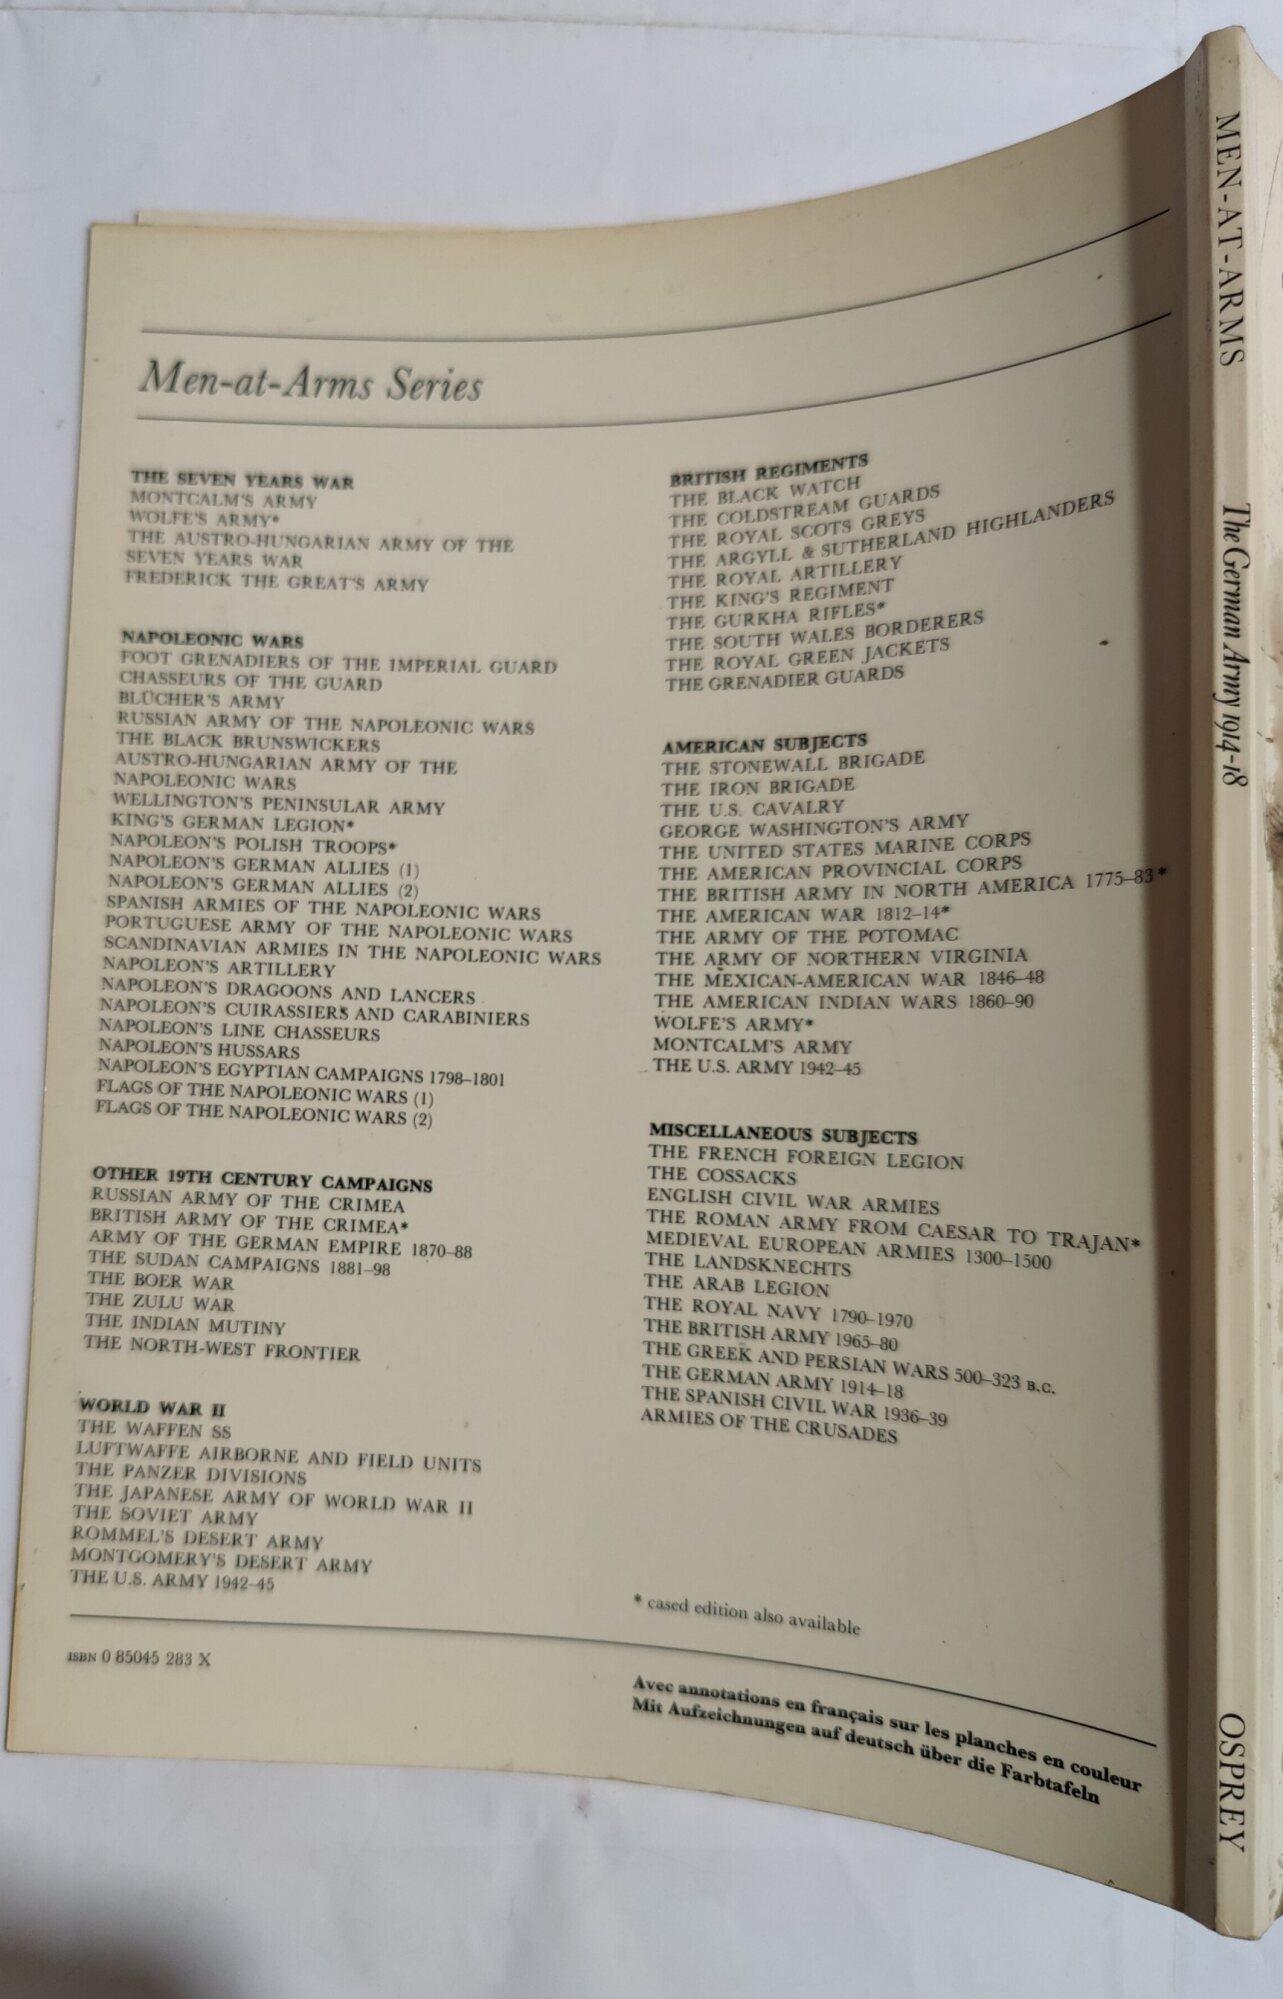 Men-at-Arms Series
THE SEVEN YEARS WAR
MONTCALM'S ARMY
WOLFE'S ARMY*
THE AUSTRO-HUNGARIAN ARMY OF THE
SEVEN YEARS WAR
FREDERICK THE GREAT'S ARMY
NAPOLEONIC WARS
FOOT GRENADIERS OF THE IMPERIAL GUARD
CHASSEURS OF THE GUARD
BLÜCHER'S ARMY
RUSSIAN ARMY OF THE NAPOLEONIC WARS
THE BLACK BRUNSWICKERS
AUSTRO-HUNGARIAN ARMY OF THE
NAPOLEONIC WARS
WELLINGTON'S PENINSULAR ARMY
KING'S GERMAN LEGION*
NAPOLEON'S POLISH TROOPS*
NAPOLEON'S GERMAN ALLIES (1)
NAPOLEON'S GERMAN ALLIES (2)
SPANISH ARMIES OF THE NAPOLEONIC WARS
PORTUGUESE ARMY OF THE NAPOLEONIC WARS
SCANDINAVIAN ARMIES IN THE NAPOLEONIC WARS
NAPOLEON'S ARTILLERY
NAPOLEON'S DRAGOONS AND LANCERS
NAPOLEON'S CUIRASSIERS AND CARABINIERS
NAPOLEON'S LINE CHASSEURS
NAPOLEON'S HUSSARS
NAPOLEON'S EGYPTIAN CAMPAIGNS 1798–1801
FLAGS OF THE NAPOLEONIC WARS (1)
FLAGS OF THE NAPOLEONIC WARS (2)
OTHER 19TH CENTURY CAMPAIGNS
RUSSIAN ARMY OF THE CRIMEA
BRITISH ARMY OF THE CRIMEA*
ARMY OF THE GERMAN EMPIRE 1870–88
THE SUDAN CAMPAIGNS 1881–98
THE BOER WAR
THE ZULU WAR
THE INDIAN MUTINY
THE NORTH-WEST FRONTIER
WORLD WAR II
THE WAFFEN SS
LUFTWAFFE AIRBORNE AND FIELD UNITS
THE PANZER DIVISIONS
THE JAPANESE ARMY OF WORLD WAR II
THE SOVIET ARMY
ROMMEL'S DESERT ARMY
MONTGOMERY'S DESERT ARMY
THE U.S. ARMY 1942–45
ISBN 0 85045 283 X
BRITISH REGIMENTS
THE BLACK WATCH
THE COLDSTREAM GUARDS
THE ROYAL SCOTS GREYS
THE ARGYLL & SUTHERLAND HIGHLANDERS
THE ROYAL ARTILLERY
THE KING'S REGIMENT
THE GURKHA RIFLES*
THE SOUTH WALES BORDERERS
THE ROYAL GREEN JACKETS
THE GRENADIER GUARDS
AMERICAN SUBJECTS
THE STONEWALL BRIGADE
THE IRON BRIGADE
THE U.S. CAVALRY
GEORGE WASHINGTON'S ARMY
THE UNITED STATES MARINE CORPS
THE AMERICAN PROVINCIAL CORPS
THE BRITISH ARMY IN NORTH AMERICA 1775–83*
THE AMERICAN WAR 1812–14*
THE ARMY OF THE POTOMAC
THE ARMY OF NORTHERN VIRGINIA
THE MEXICAN-AMERICAN WAR 1846–48
THE AMERICAN INDIAN WARS 1860–90
WOLFE'S ARMY*
MONTCALM'S ARMY
THE U.S. ARMY 1942–45
MISCELLANEOUS SUBJECTS
THE FRENCH FOREIGN LEGION
THE COSSACKS
ENGLISH CIVIL WAR ARMIES
THE ROMAN ARMY FROM CAESAR TO TRAJAN*
MEDIEVAL EUROPEAN ARMIES 1300–1500
THE LANDSKNECHTS
THE ARAB LEGION
THE ROYAL NAVY 1790–1970
THE BRITISH ARMY 1965–80
THE GREEK AND PERSIAN WARS 500–323 B.C.
THE GERMAN ARMY 1914–18
THE SPANISH CIVIL WAR 1936–39
ARMIES OF THE CRUSADES
* cased edition also available
Avec annotations en français sur les planches en couleur
Mit Aufzeichnungen auf deutsch über die Farbtafeln
MEN-AT-ARMS
The German Army 1914-18
OSPREY